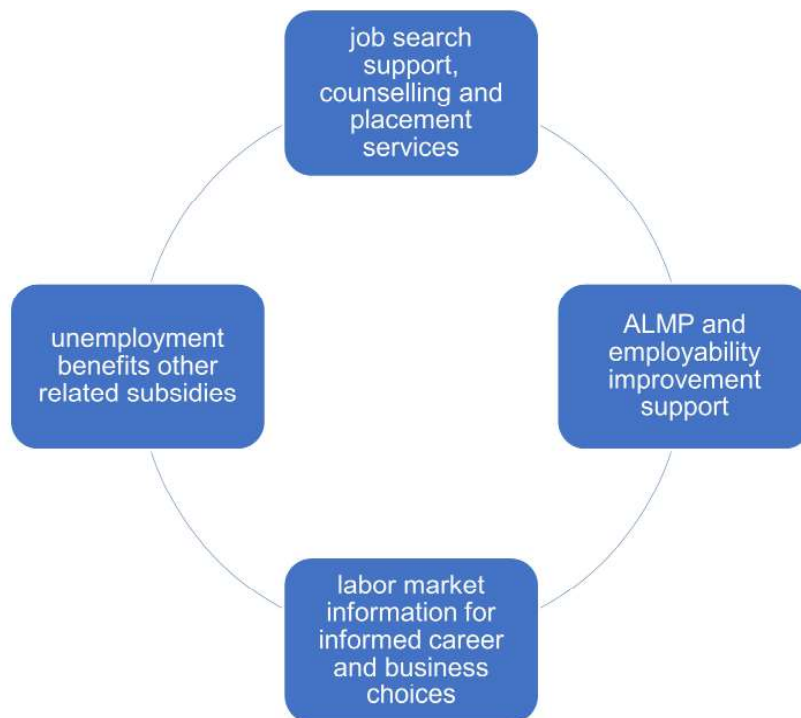 job search
support,
counselling and
placement
services
unemployment
benefits other
related subsidies
ALMP and
employability
improvement
support
labor market
information for
informed career
and business
choices